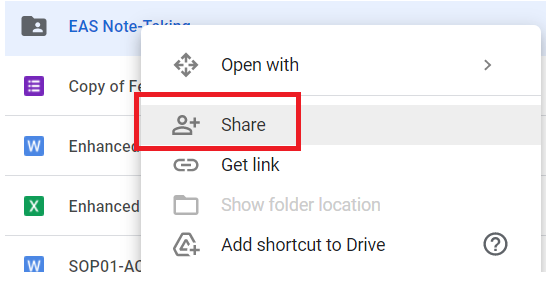 EAS Note-Taking
Open with
Copy of Fe
Share
W Enhanced
Get link
X Enhanced
Show folder location
Add shortcut to Drive ?
W SOP01-AC